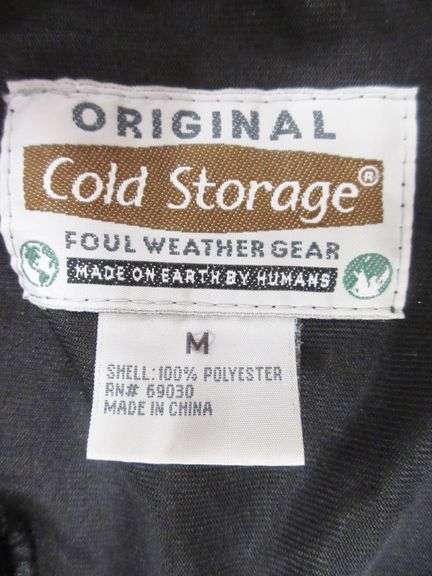 ORIGINAL
Cold Storage®
FOUL WEATHER GEAR
MADE ON EARTH BY HUMANS
M
SHELL: 100% POLYESTER
RN# 69030
MADE IN CHINA